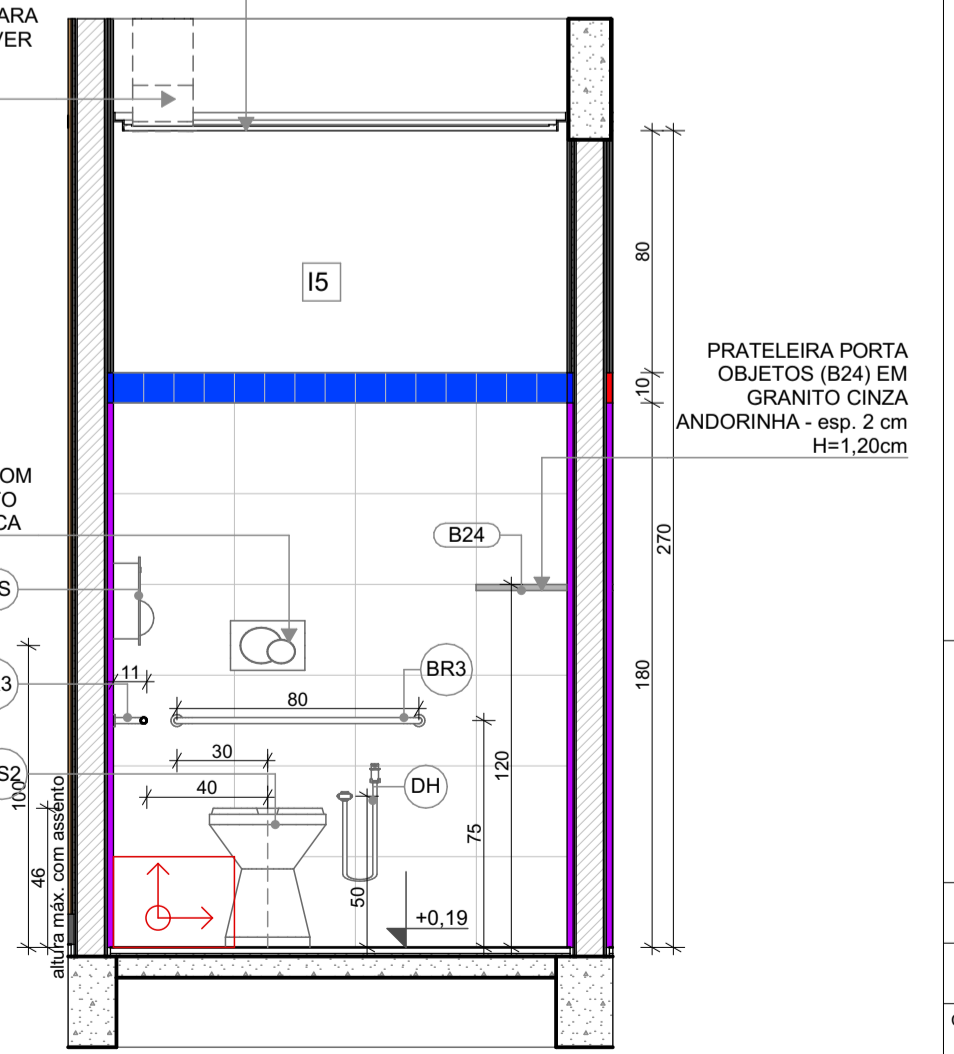 ARA
VER
I5
80
10
PRATELEIRA PORTA
OBJETOS (B24) EM
GRANITO CINZA
ANDORINHA - esp. 2 cm
H=1,20cm
OM
TO
CA
B24
270
S
BR3
180
11
3
80
30
120
S2
40
DH
100
75
46
altura máx. com assento
50
+0,19